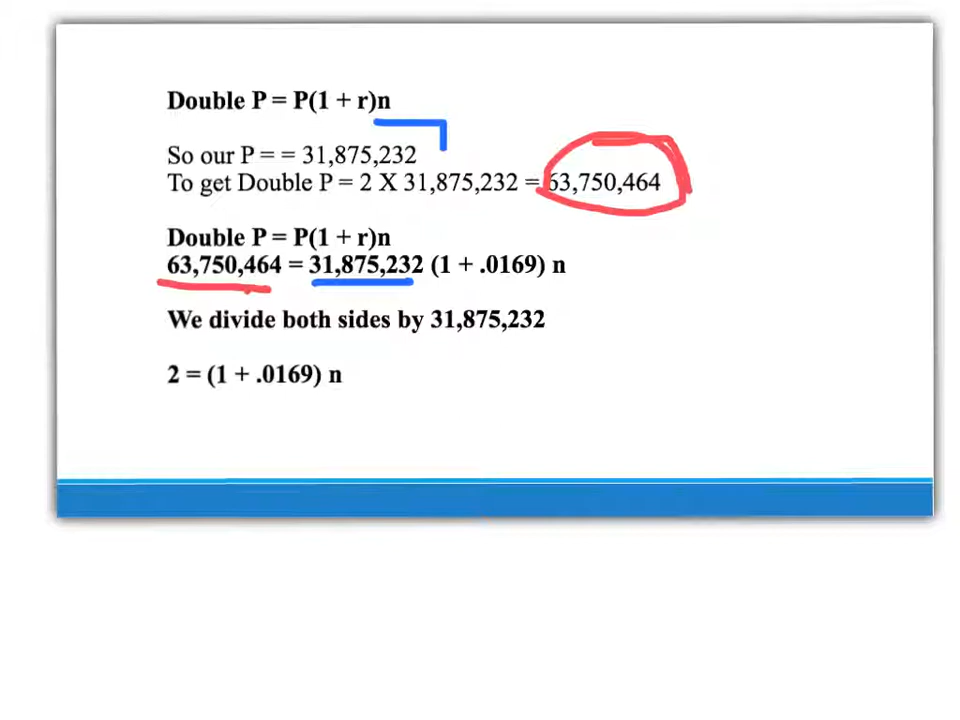 Double P = P(1 + r)n
So our P = = 31,875,232
To get Double P = 2 X 31,875,232 = 63,750,464
Double P = P(1 + r)n
63,750,464 = 31,875,232 (1 + .0169) n
We divide both sides by 31,875,232
2 = (1 + .0169) n